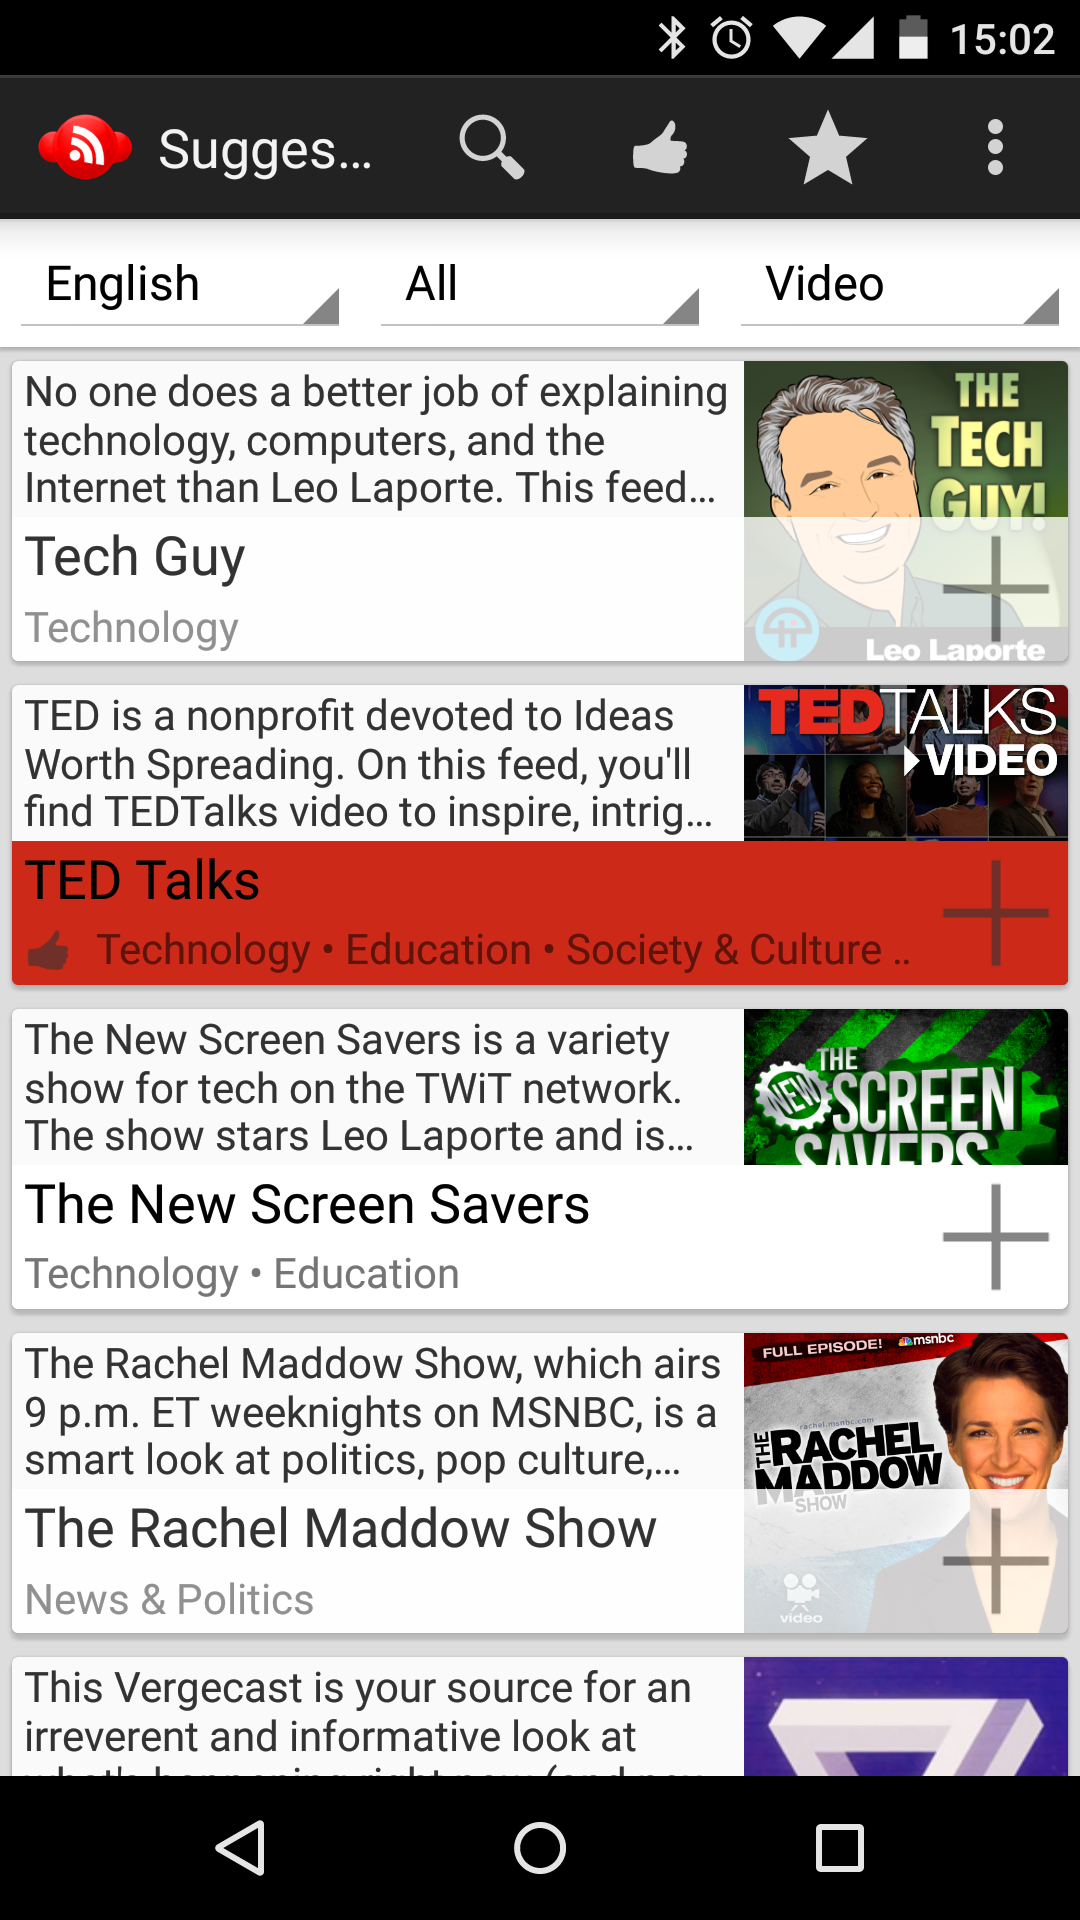 15:02
Sugges...
English
All
Video
No one does a better job of explaining
technology, computers, and the
Internet than Leo Laporte. This feed...
Tech Guy
Technology
THE
TECH
GUY!
Leo Laporte
TED is a nonprofit devoted to Ideas
Worth Spreading. On this feed, you'll
find TEDTalks video to inspire, intrig...
TED Talks
Technology • Education • Society & Culture ..
TEDTALKS
VIDEO
The New Screen Savers is a variety
show for tech on the TWiT network.
The show stars Leo Laporte and is...
The New Screen Savers
Technology • Education
THE
NEW
SCREEN
SAVERS
The Rachel Maddow Show, which airs
9 p.m. ET weeknights on MSNBC, is a
smart look at politics, pop culture,...
The Rachel Maddow Show
News & Politics
FULL EPISODE! msnbc
rachel.msnbc.com
THE RACHEL
MADDOW
SHOW
video
This Vergecast is your source for an
irreverent and informative look at
what's happening right now (and now